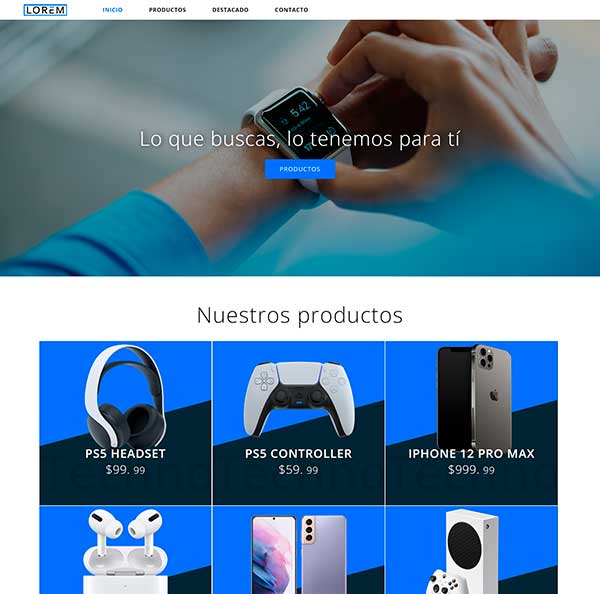 LOREM
INICIO PRODUCTOS DESTACADO CONTACTO
5:42
Lo que buscas, lo tenemos para tí
PRODUCTOS
Nuestros productos
PS5 HEADSET
$99. 99
PS5 CONTROLLER
$59. 99
IPHONE 12 PRO MAX
$999. 99